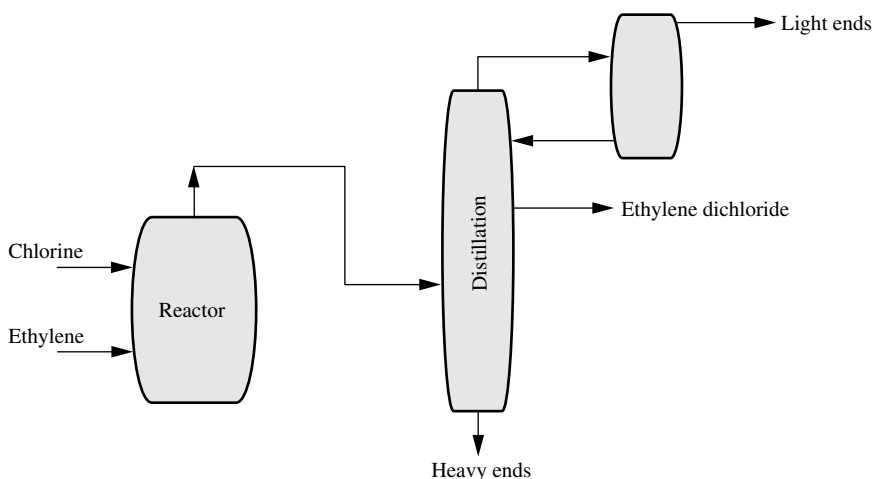 Light ends
Ethylene dichloride
Distillation
Chlorine
Reactor
Ethylene
Heavy ends